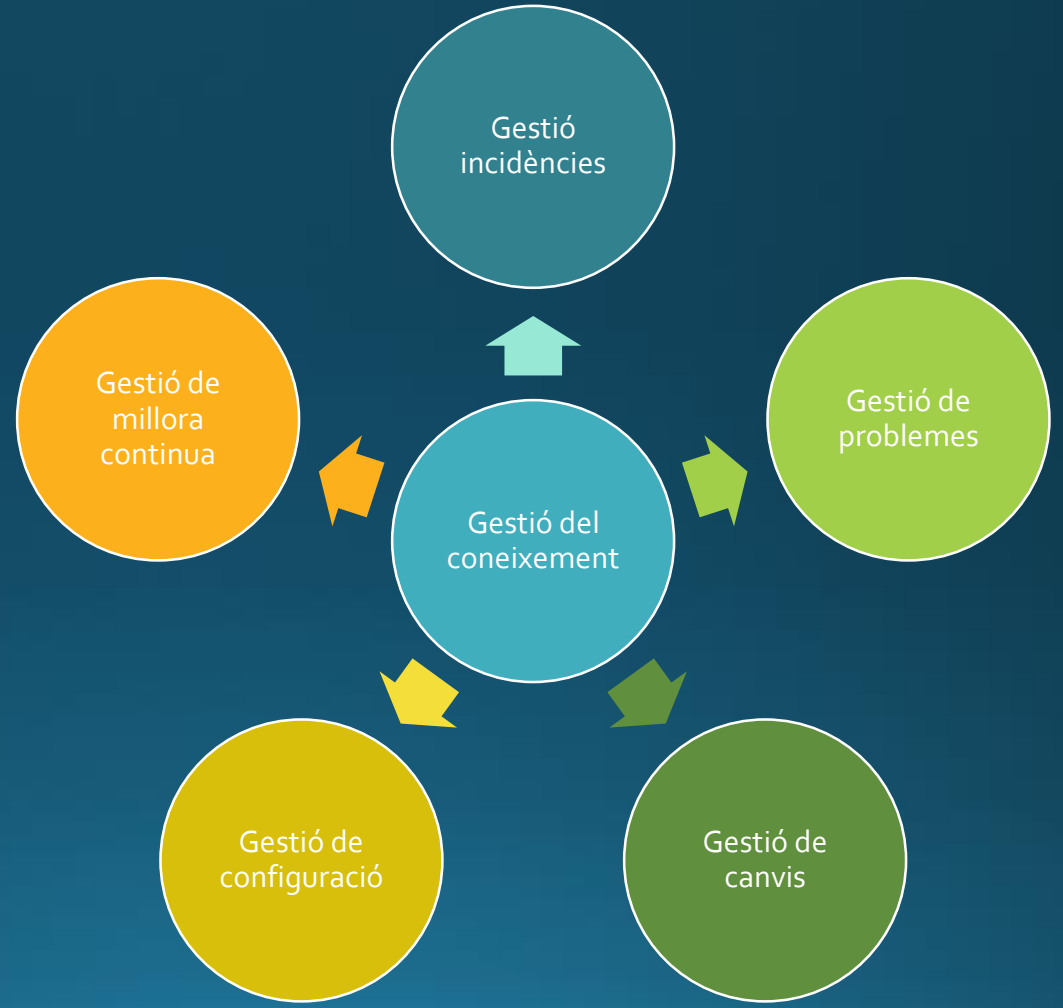 Gestió
incidències
Gestió de
millora
continua
Gestió de
problemes
Gestió del
coneixement
Gestió de
configuració
Gestió de
canvis